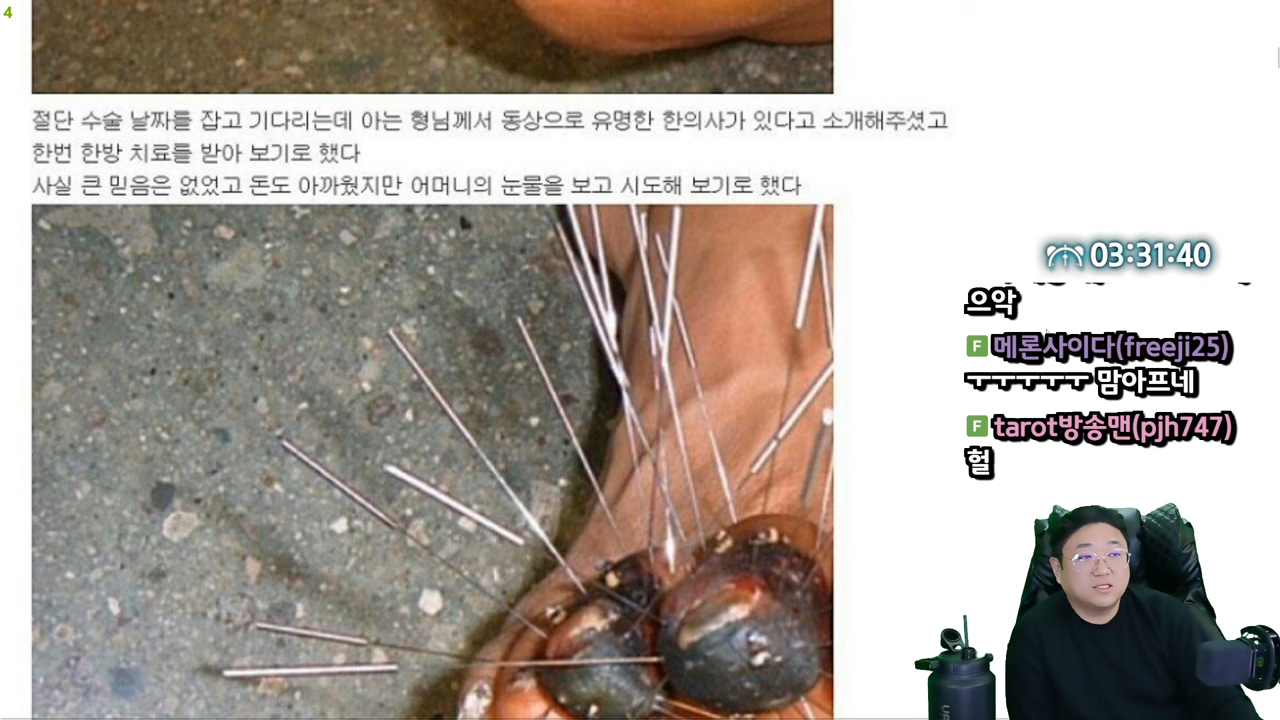 4
절단 수술 날짜를 잡고 기다리는데 아는 형님께서 동상으로 유명한 한의사가 있다고 소개해주셨고
한번 한방 치료를 받아 보기로 했다
사실 큰 믿음은 없었고 돈도 아까웠지만 어머니의 눈물을 보고 시도해 보기로 했다
03:31:40
으악
F 메론사이다(freeji25)
ㅜㅜㅜㅜㅜㅜ 맘아프네
F tarot방송맨(pjh747)
헐